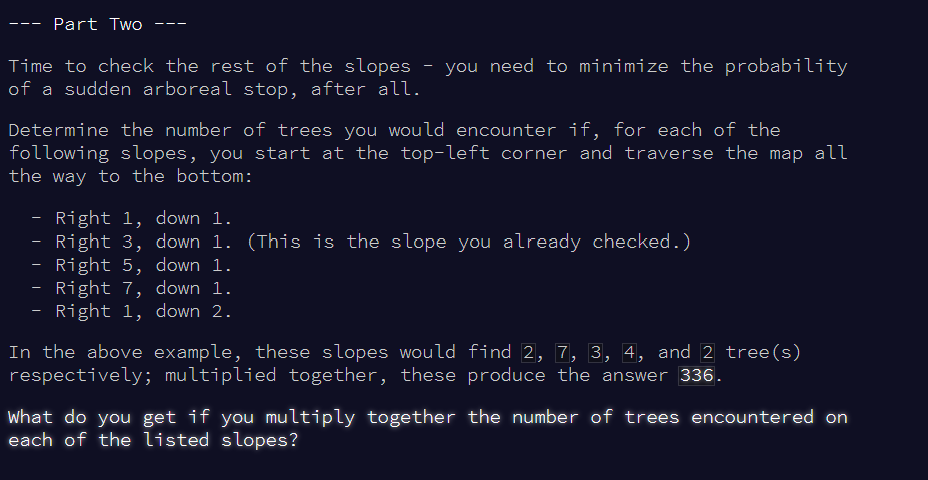 --- Part Two ---
Time to check the rest of the slopes - you need to minimize the probability
of a sudden arboreal stop, after all.
Determine the number of trees you would encounter if, for each of the
following slopes, you start at the top-left corner and traverse the map all
the way to the bottom:
- Right 1, down 1.
- Right 3, down 1. (This is the slope you already checked.)
- Right 5, down 1.
- Right 7, down 1.
- Right 1, down 2.
In the above example, these slopes would find 2, 7, 3, 4, and 2 tree(s)
respectively; multiplied together, these produce the answer 336.
What do you get if you multiply together the number of trees encountered on
each of the listed slopes?